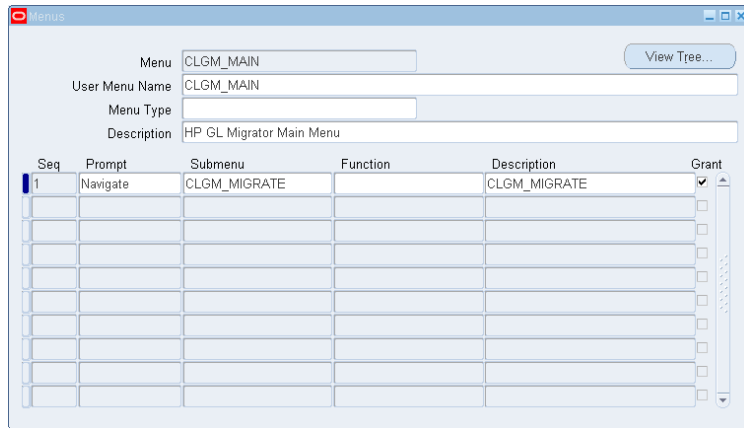 Menus
Menu CLGM_MAIN View Tree...
User Menu Name CLGM_MAIN
Menu Type
Description HP GL Migrator Main Menu
Seq Prompt Submenu Function Description Grant
1 Navigate CLGM_MIGRATE CLGM_MIGRATE